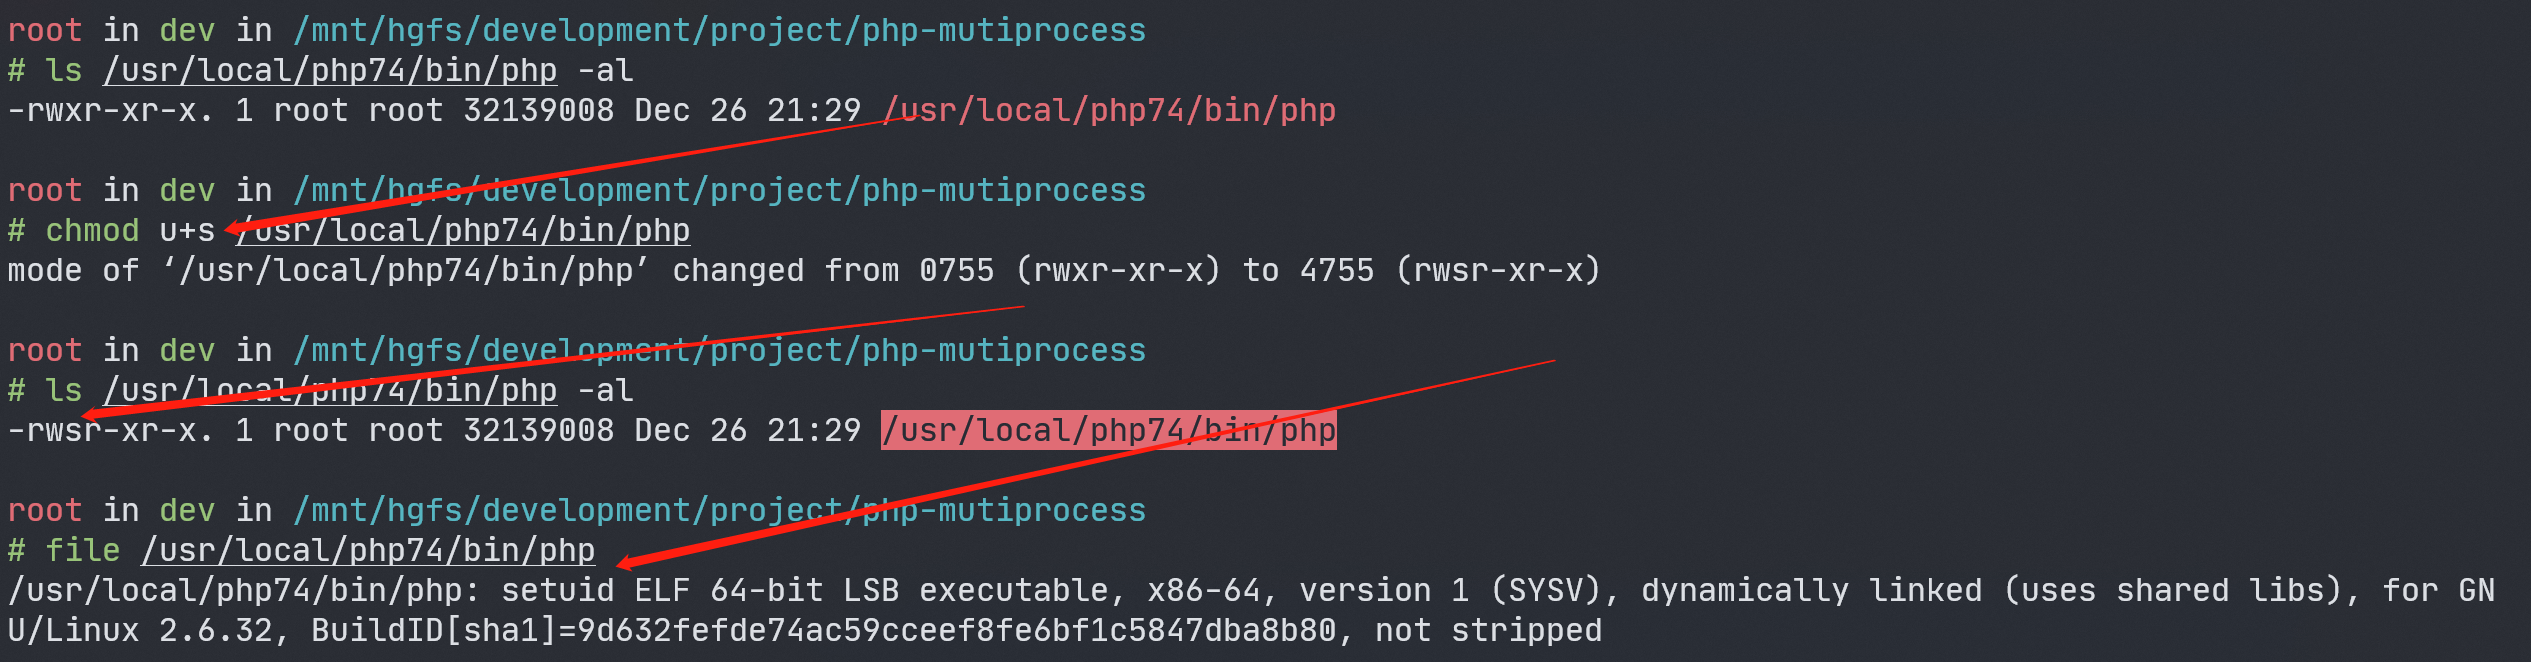 root in dev in /mnt/hgfs/development/project/php-mutiprocess
# ls /usr/local/php74/bin/php -al
-rwxr-xr-x. 1 root root 32139008 Dec 26 21:29 /usr/local/php74/bin/php
root in dev in /mnt/hgfs/development/project/php-mutiprocess
# chmod u+s /usr/local/php74/bin/php
mode of ‘/usr/local/php74/bin/php’ changed from 0755 (rwxr-xr-x) to 4755 (rwsr-xr-x)
root in dev in /mnt/hgfs/development/project/php-mutiprocess
# ls /usr/local/php74/bin/php -al
-rwsr-xr-x. 1 root root 32139008 Dec 26 21:29 /usr/local/php74/bin/php
root in dev in /mnt/hgfs/development/project/php-mutiprocess
# file /usr/local/php74/bin/php
/usr/local/php74/bin/php: setuid ELF 64-bit LSB executable, x86-64, version 1 (SYSV), dynamically linked (uses shared libs), for GN
U/Linux 2.6.32, BuildID[sha1]=9d632fefde74ac59cceef8fe6bf1c5847dba8b80, not stripped